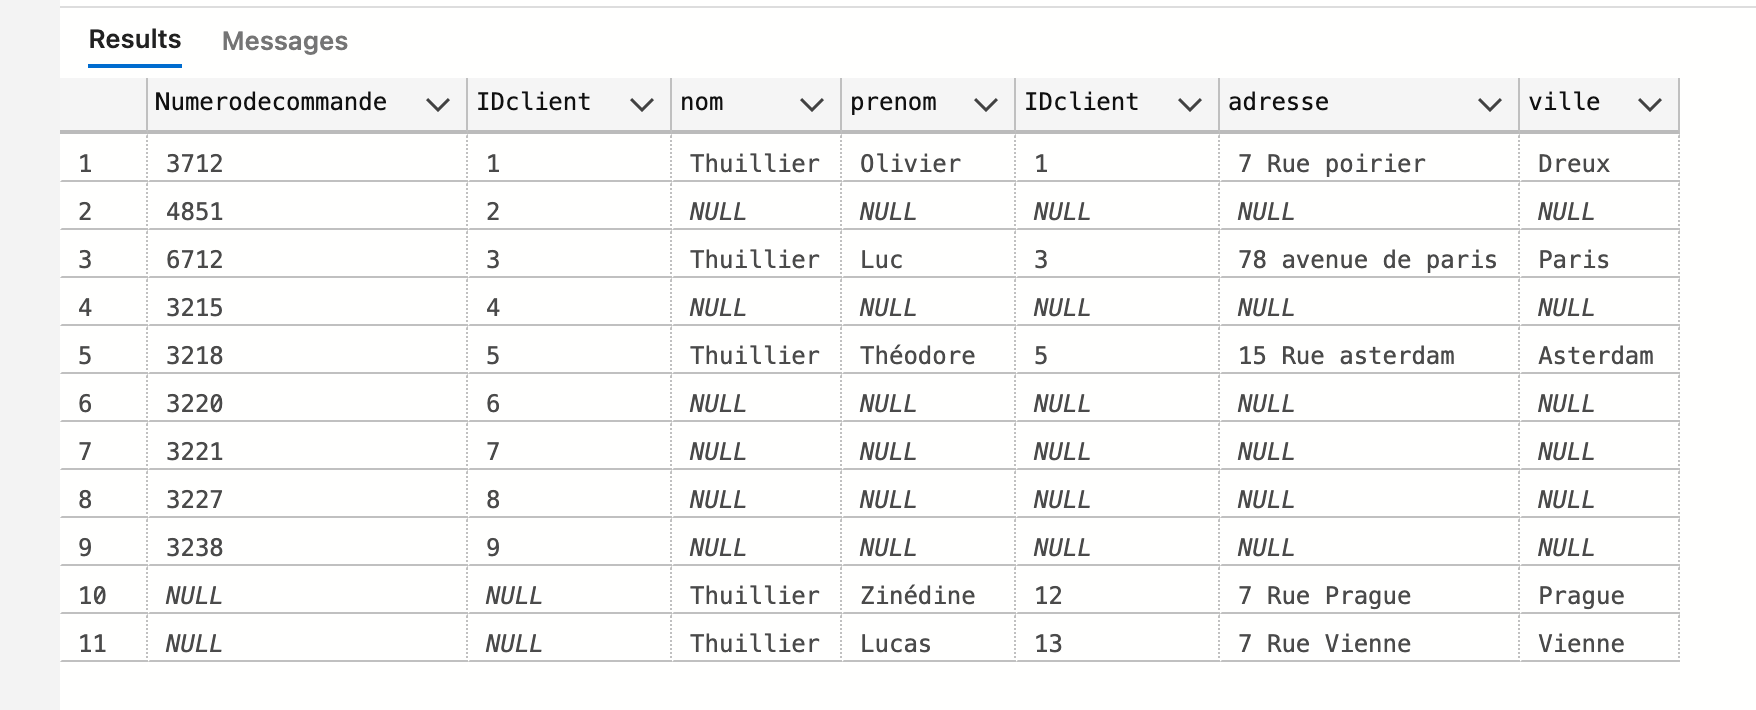 Results Messages
Numerodecommande IDclient nom prenom IDclient adresse ville
1 3712 1 Thuillier Olivier 1 7 Rue poirier Dreux
2 4851 2 NULL NULL NULL NULL NULL
3 6712 3 Thuillier Luc 3 78 avenue de paris Paris
4 3215 4 NULL NULL NULL NULL NULL
5 3218 5 Thuillier Théodore 5 15 Rue asterdam Asterdam
6 3220 6 NULL NULL NULL NULL NULL
7 3221 7 NULL NULL NULL NULL NULL
8 3227 8 NULL NULL NULL NULL NULL
9 3238 9 NULL NULL NULL NULL NULL
10 NULL NULL Thuillier Zinédine 12 7 Rue Prague Prague
11 NULL NULL Thuillier Lucas 13 7 Rue Vienne Vienne